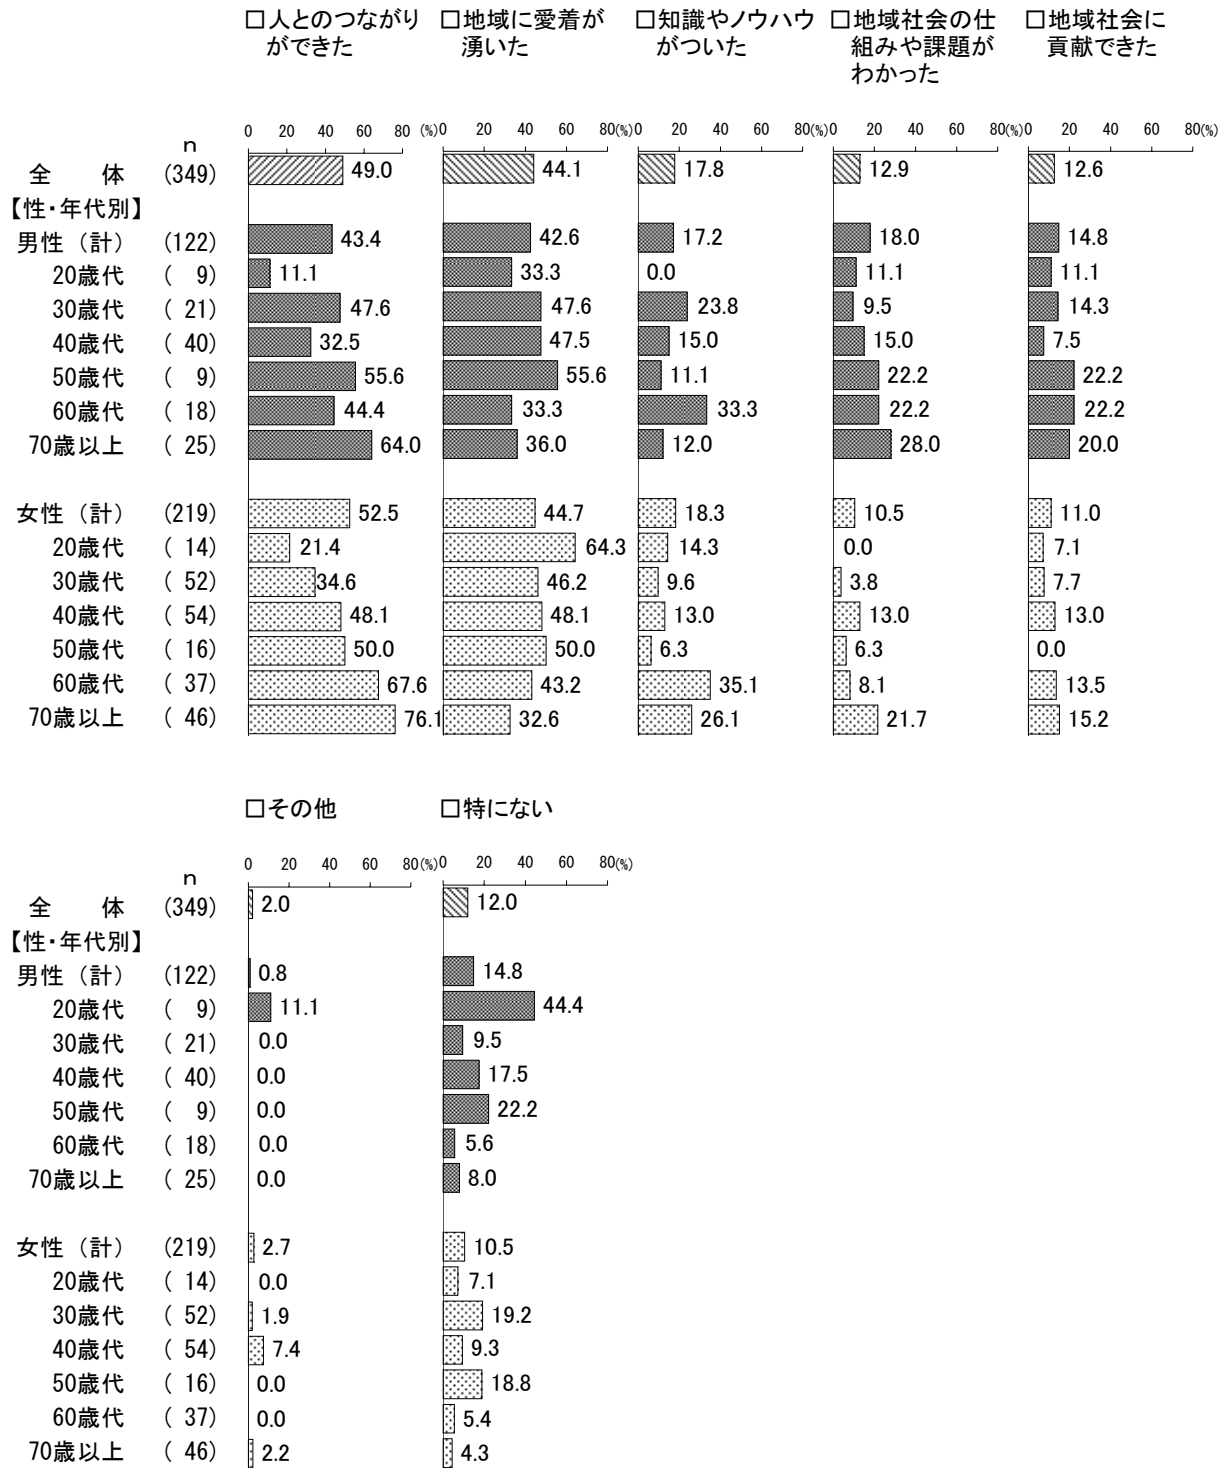 □人とのつながり □地域に愛着が □知識やノウハウ □地域社会の仕 □地域社会に
ができた 湧いた がついた 組みや課題が 貢献できた
わかった
0 20 40 60 80 (%) 0 20 40 60 80(%) 0 20 40 60 80(%) 0 20 40 60 80(%) 0 20 40 60 80(%)
n
全 体 (349) 49.0 44.1 17.8 12.9 12.6
【性・年代別】
男性（計） (122) 43.4 42.6 17.2 18.0 14.8
20歳代 ( 9) 11.1 33.3 0.0 11.1 11.1
30歳代 ( 21) 47.6 47.6 23.8 9.5 14.3
40歳代 ( 40) 32.5 47.5 15.0 15.0 7.5
50歳代 ( 9) 55.6 55.6 11.1 22.2 22.2
60歳代 ( 18) 44.4 33.3 33.3 22.2 22.2
70歳以上 ( 25) 64.0 36.0 12.0 28.0 20.0
女性（計） (219) 52.5 44.7 18.3 10.5 11.0
20歳代 ( 14) 21.4 64.3 14.3 0.0 7.1
30歳代 ( 52) 34.6 46.2 9.6 3.8 7.7
40歳代 ( 54) 48.1 48.1 13.0 13.0 13.0
50歳代 ( 16) 50.0 50.0 6.3 6.3 0.0
60歳代 ( 37) 67.6 43.2 35.1 8.1 13.5
70歳以上 ( 46) 76.1 32.6 26.1 21.7 15.2
□その他 □特にない
0 20 40 60 80(%) 0 20 40 60 80(%)
n
全 体 (349) 2.0 12.0
【性・年代別】
男性（計） (122) 0.8 14.8
20歳代 ( 9) 11.1 44.4
30歳代 ( 21) 0.0 9.5
40歳代 ( 40) 0.0 17.5
50歳代 ( 9) 0.0 22.2
60歳代 ( 18) 0.0 5.6
70歳以上 ( 25) 0.0 8.0
女性（計） (219) 2.7 10.5
20歳代 ( 14) 0.0 7.1
30歳代 ( 52) 1.9 19.2
40歳代 ( 54) 7.4 9.3
50歳代 ( 16) 0.0 18.8
60歳代 ( 37) 0.0 5.4
70歳以上 ( 46) 2.2 4.3